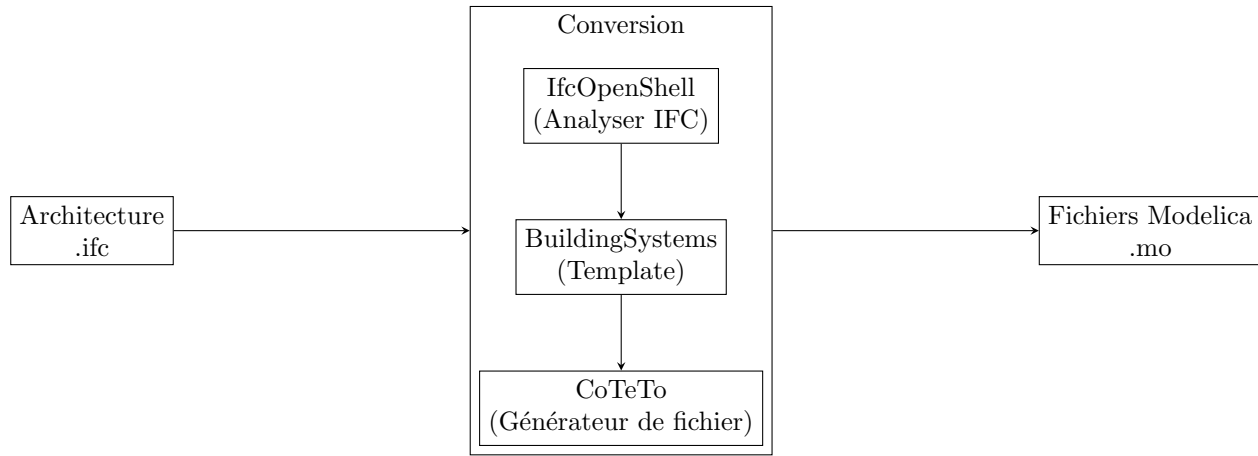 Conversion
IfcOpenShell
(Analyser IFC)
Architecture
.ifc
BuildingSystems
(Template)
Fichiers Modelica
.mo
CoTeTo
(Générateur de fichier)